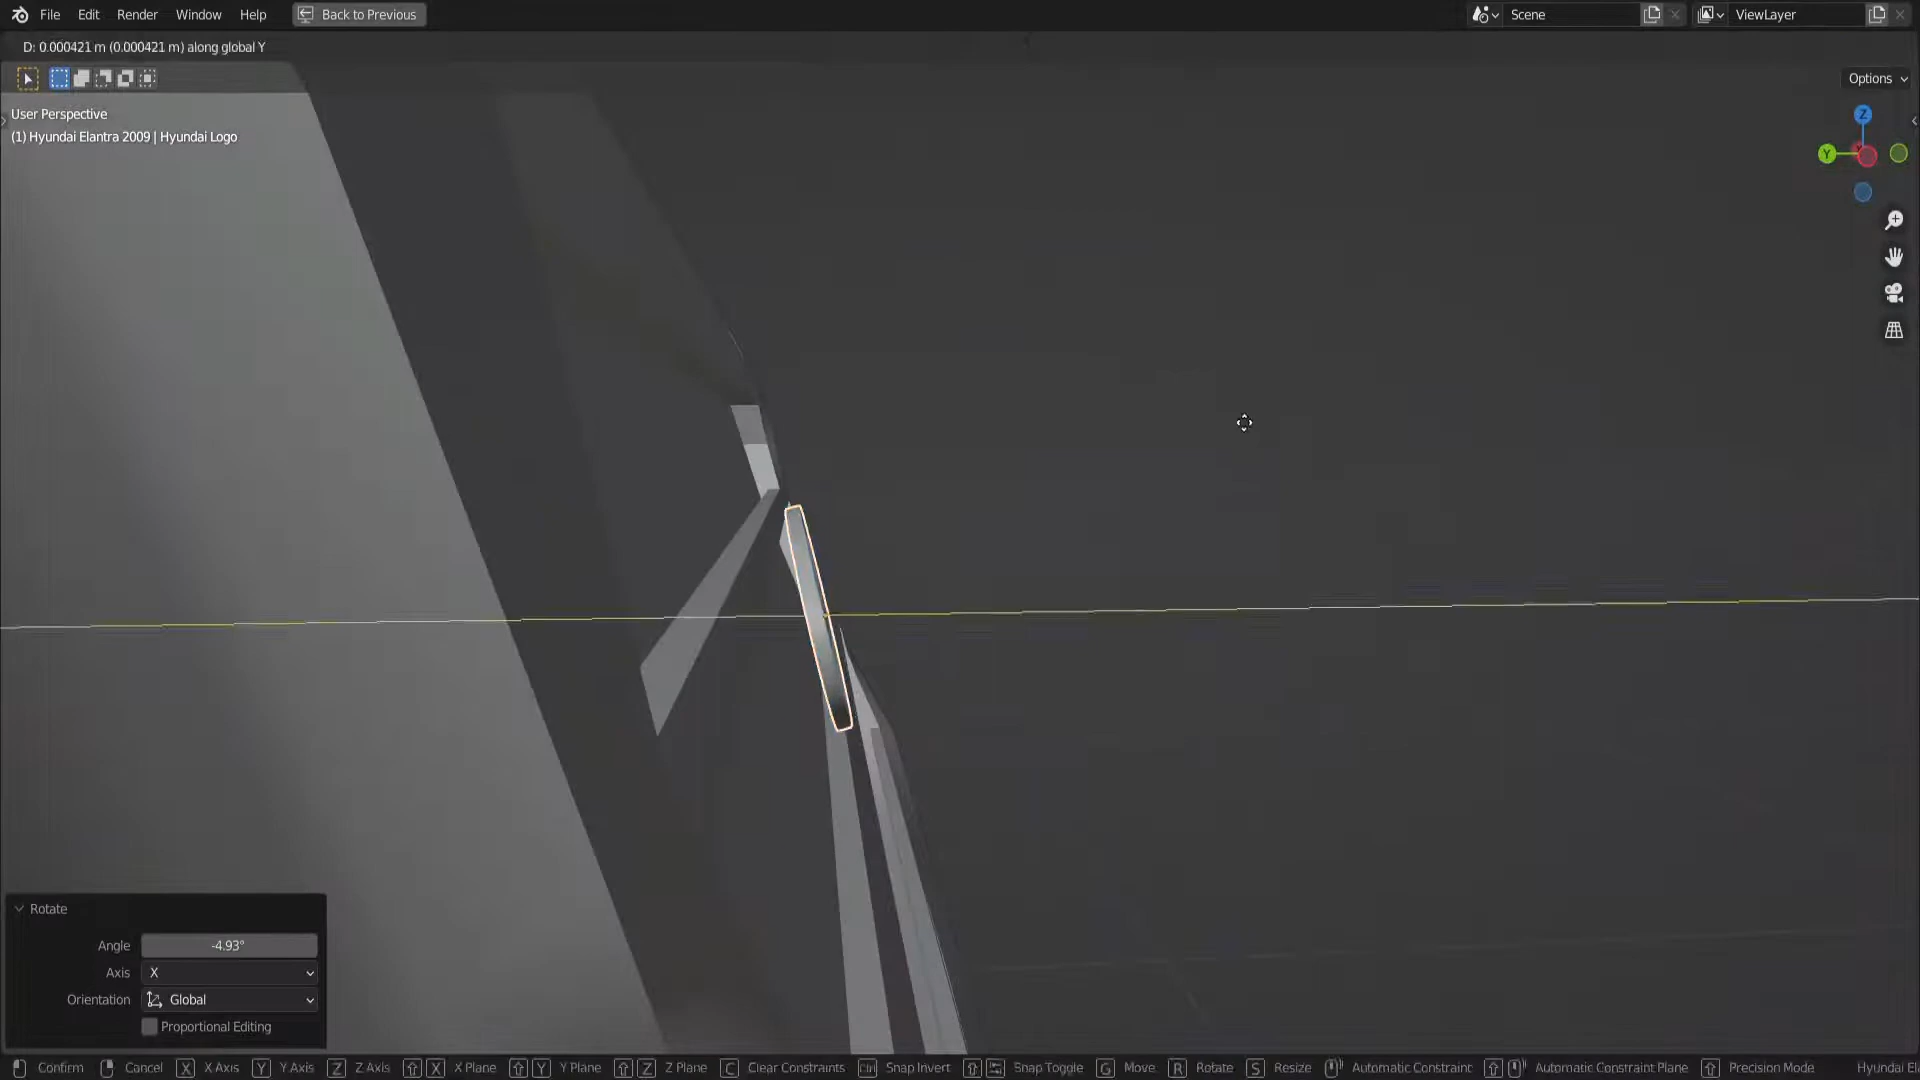 File Edit Render Window Help Back to Previous Scene ViewLayer
D: 0.000421 m (0.000421 m) along global Y
Options
User Perspective
(1) Hyundai Elantra 2009 | Hyundai Logo
Z
Y
Rotate
Angle -4.93°
Axis X
Orientation Global
Proportional Editing
Confirm Cancel X X Axis Y Y Axis Z Z Axis X X Plane Y Y Plane Z Z Plane C Clear Constraints Ctrl Snap Invert Snap Toggle G Move R Rotate S Resize Automatic Constraint Automatic Constraint Plane Precision Mode Hyundai El